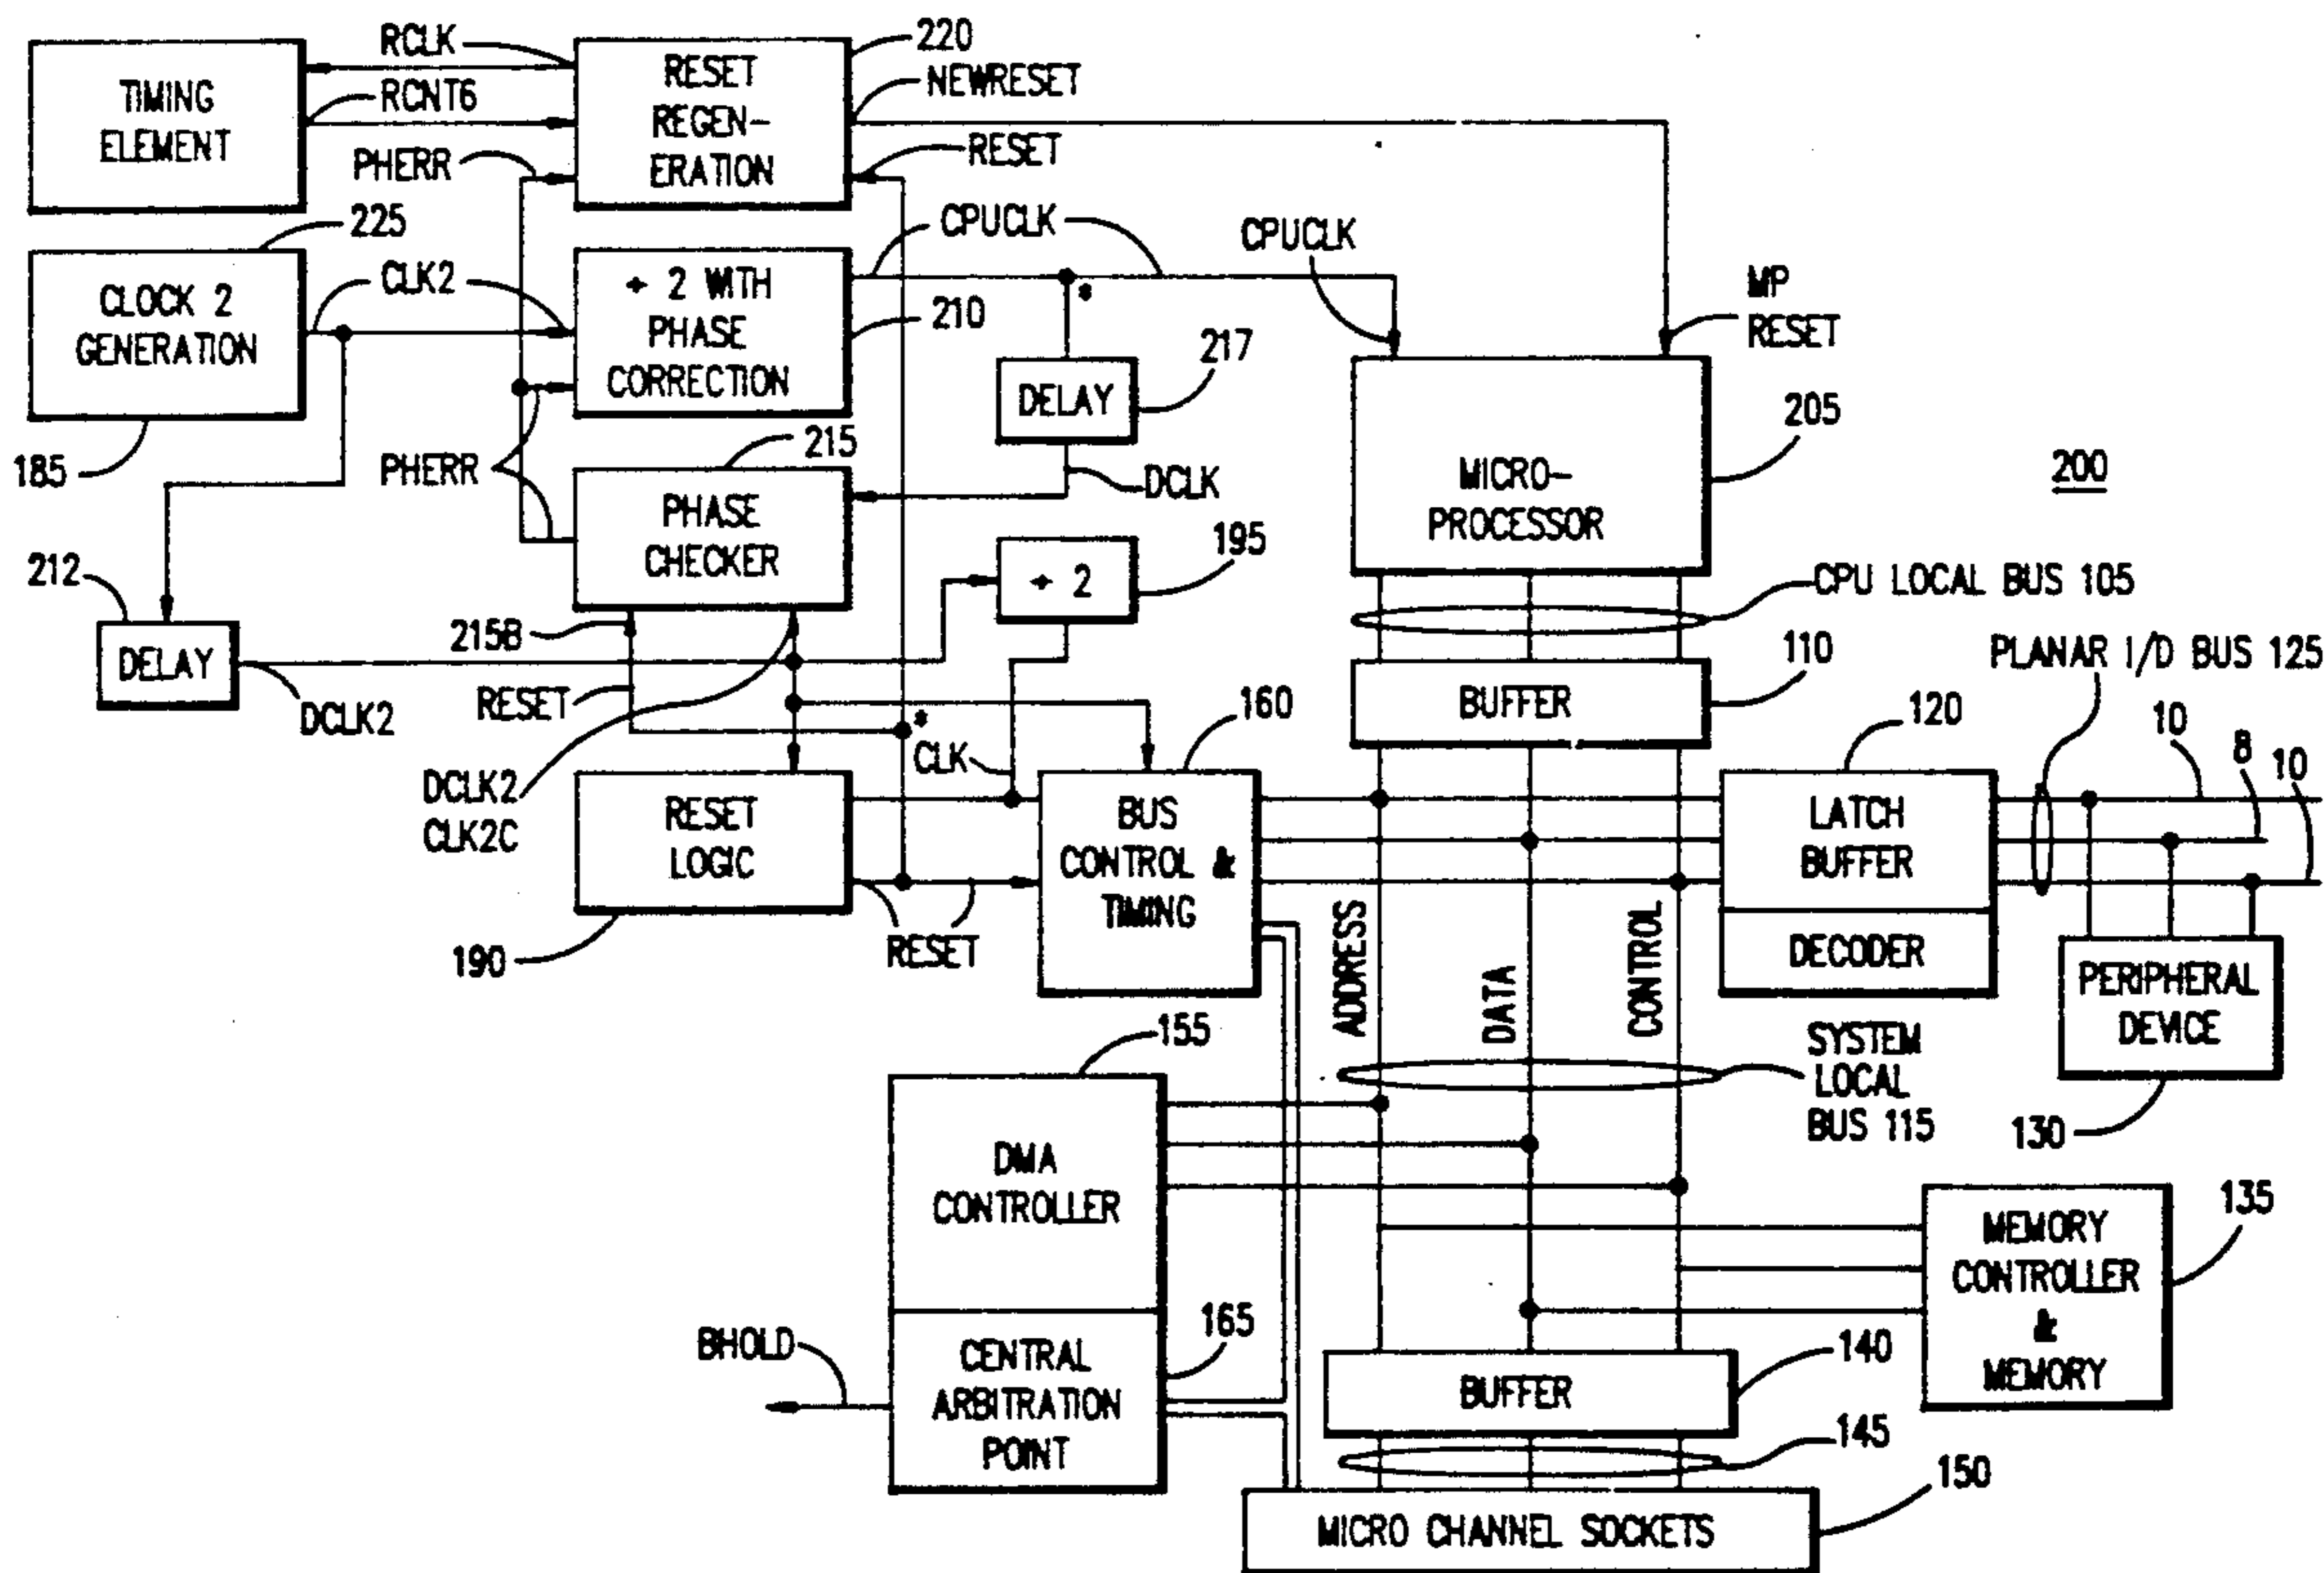 RCLK
220
TIMING
ELEMENT
RCNT6
RESET
REGEN-
ERATION
NEWRESET
RESET
PHERR
225
CPUCLK
CPUCLK
CLOCK 2
GENERATION
CLK2
÷ 2 WITH
PHASE
CORRECTION
210
*
MP
RESET
217
DELAY
205
185
PHERR
215
DCLK
MICRO-
PROCESSOR
200
PHASE
CHECKER
212
÷ 2
195
CPU LOCAL BUS 105
215B
DELAY
DCLK2
RESET
110
PLANAR I/D BUS 125
BUFFER
160
120
10
8
10
*
CLK
DCLK2
CLK2C
RESET
LOGIC
BUS
CONTROL &
TIMING
LATCH
BUFFER
190
RESET
ADDRESS
DATA
CONTROL
DECODER
PERIPHERAL
DEVICE
155
SYSTEM
LOCAL
BUS 115
130
DMA
CONTROLLER
MEMORY
CONTROLLER
&
MEMORY
135
165
BHOLD
CENTRAL
ARBITRATION
POINT
BUFFER
140
145
150
MICRO CHANNEL SOCKETS